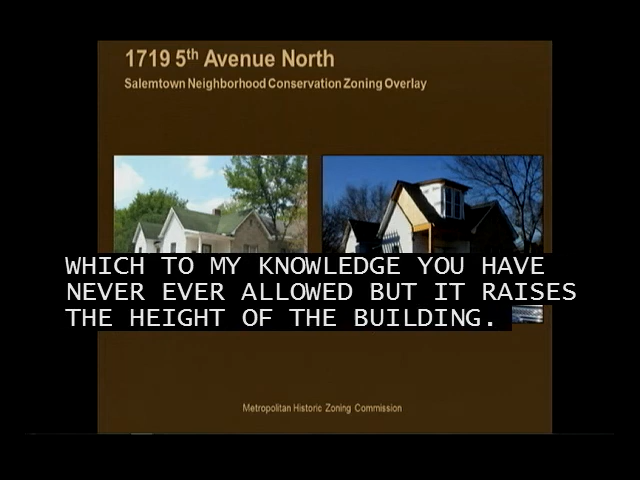 1719 5th Avenue North
Salemtown Neighborhood Conservation Zoning Overlay
WHICH TO MY KNOWLEDGE YOU HAVE
NEVER EVER ALLOWED BUT IT RAISES
THE HEIGHT OF THE BUILDING.
Metropolitan Historic Zoning Commission